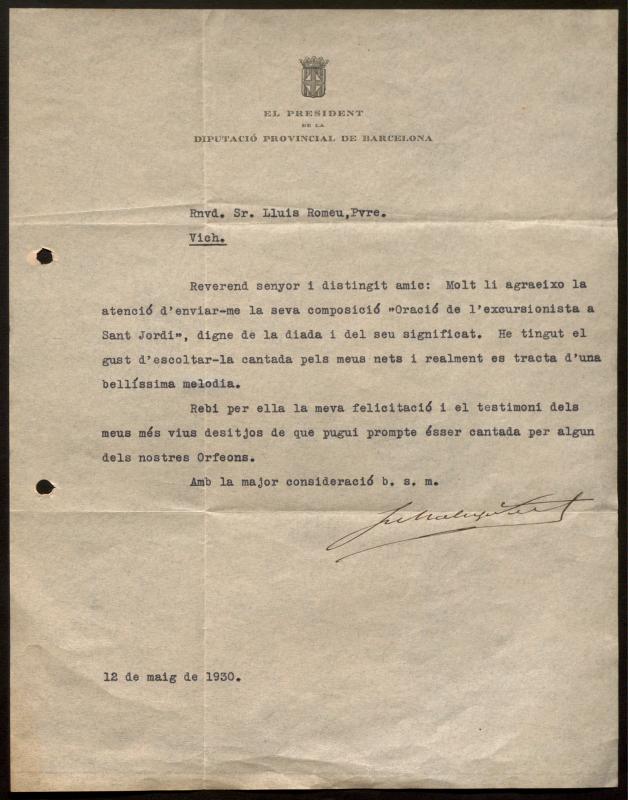 EL PRESIDENT
DE LA
DIPUTACIÓ PROVINCIAL DE BARCELONA
Rnvd. Sr. Lluis Romeu,Pvre.
Vich.
Reverend senyor i distingit amic: Molt li agraeixo la
atenció d'enviar-me la seva composició "Oració de l'excursionista a
Sant Jordi", digne de la diada i del seu significat. He tingut el
gust d'escoltar-la cantada pels meus nets i realment es tracta d'una
bellíssima melodia.
Rebi per ella la meva felicitació i el testimoni dels
meus més vius desitjos de que pugui prompte ésser cantada per algun
dels nostres Orfeons.
Amb la major consideració b. s. m.
12 de maig de 1930.